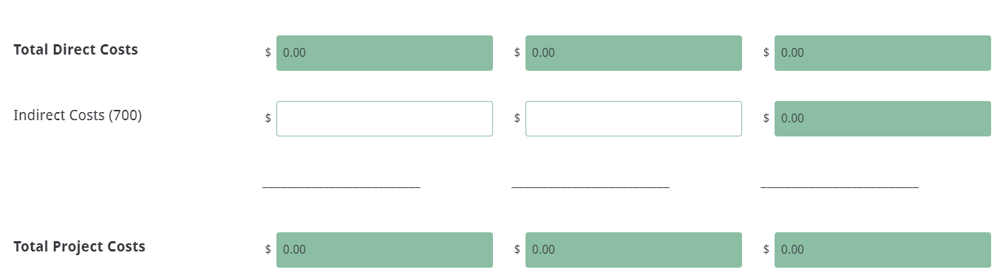 Total Direct Costs $ 0.00 $ 0.00 $ 0.00
Indirect Costs (700) $ $ $ 0.00
Total Project Costs $ 0.00 $ 0.00 $ 0.00